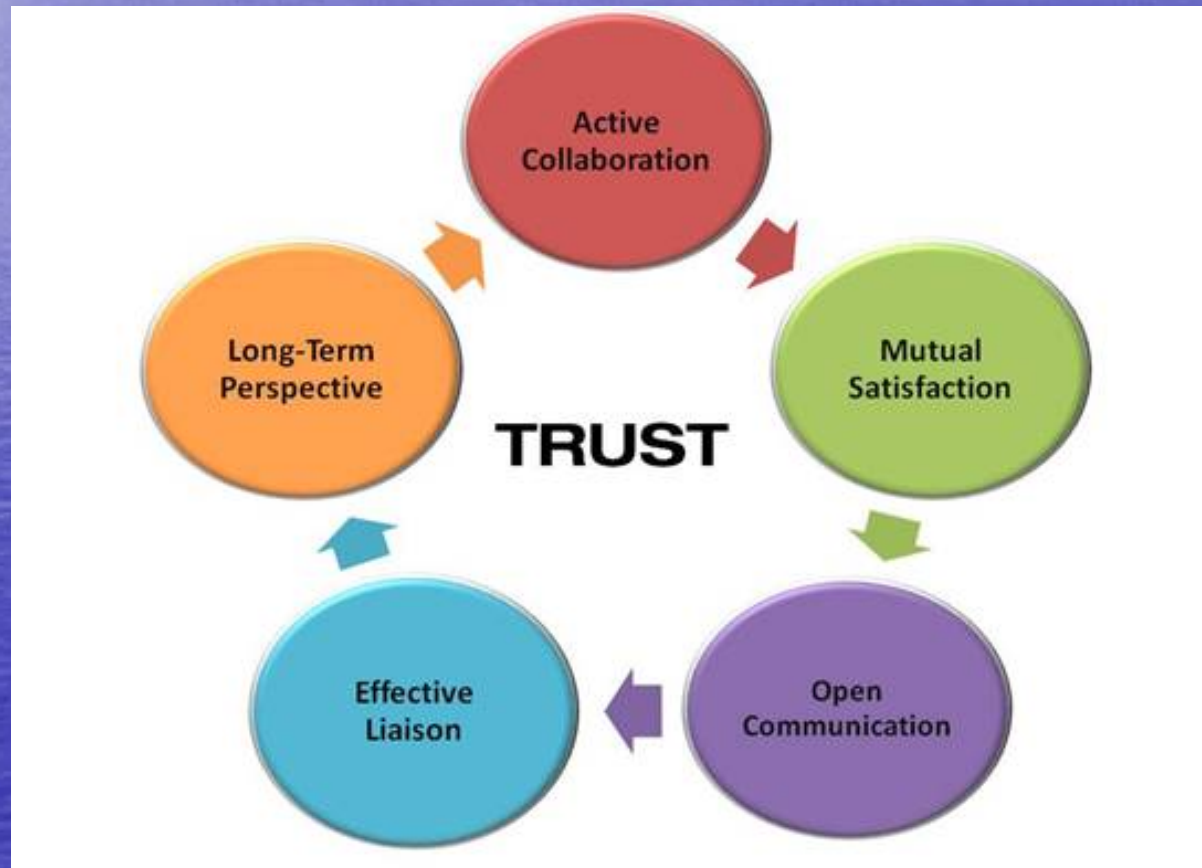 Active
Collaboration
Long-Term
Perspective
Mutual
Satisfaction
TRUST
Effective
Liaison
Open
Communication